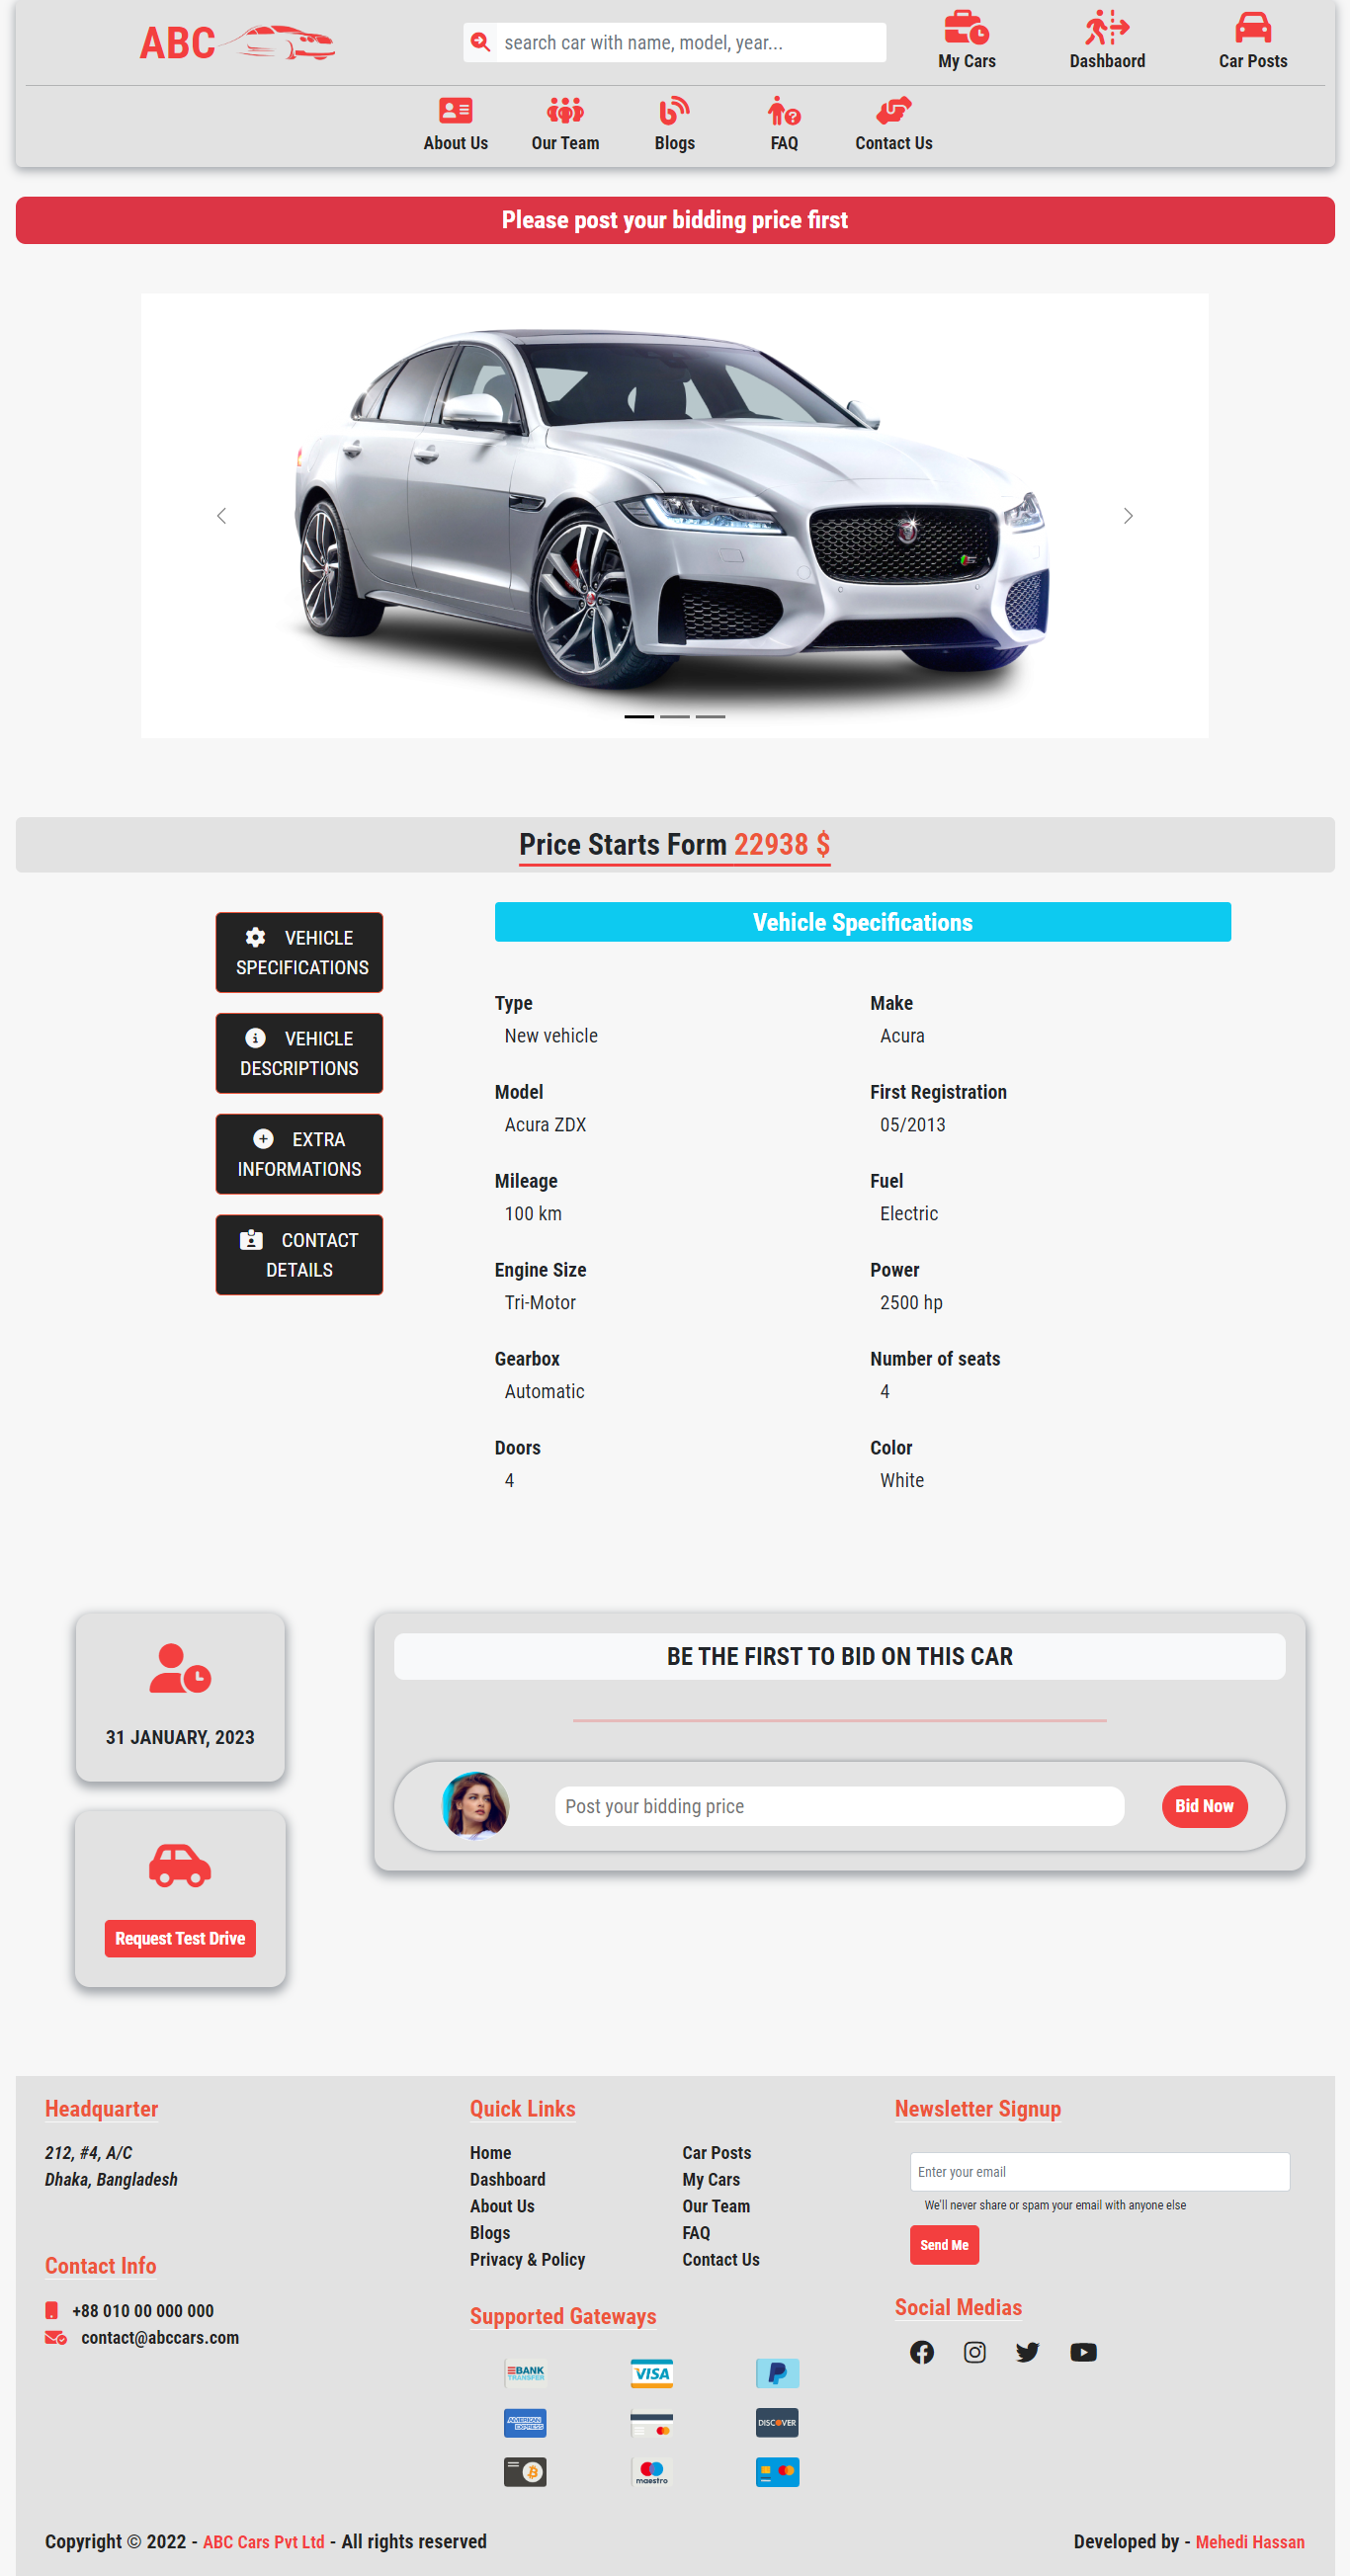 ABC
search car with name, model, year...
My Cars
Dashbaord
Car Posts
About Us
Our Team
Blogs
FAQ
Contact Us
Please post your bidding price first
Price Starts Form 22938 $
VEHICLE
SPECIFICATIONS
VEHICLE
DESCRIPTIONS
EXTRA
INFORMATIONS
CONTACT
DETAILS
Vehicle Specifications
Type
New vehicle
Make
Acura
Model
Acura ZDX
First Registration
05/2013
Mileage
100 km
Fuel
Electric
Engine Size
Tri-Motor
Power
2500 hp
Gearbox
Automatic
Number of seats
4
Doors
4
Color
White
31 JANUARY, 2023
Request Test Drive
BE THE FIRST TO BID ON THIS CAR
Post your bidding price
Bid Now
Headquarter
212, #4, A/C
Dhaka, Bangladesh
Contact Info
+88 010 00 000 000
contact@abccars.com
Quick Links
Home
Dashboard
About Us
Blogs
Privacy & Policy
Car Posts
My Cars
Our Team
FAQ
Contact Us
Supported Gateways
BANK
TRANSFER
VISA
AMERICAN
EXPRESS
DISCOVER
maestro
Newsletter Signup
Enter your email
We'll never share or spam your email with anyone else
Send Me
Social Medias
Copyright © 2022 - ABC Cars Pvt Ltd - All rights reserved
Developed by - Mehedi Hassan